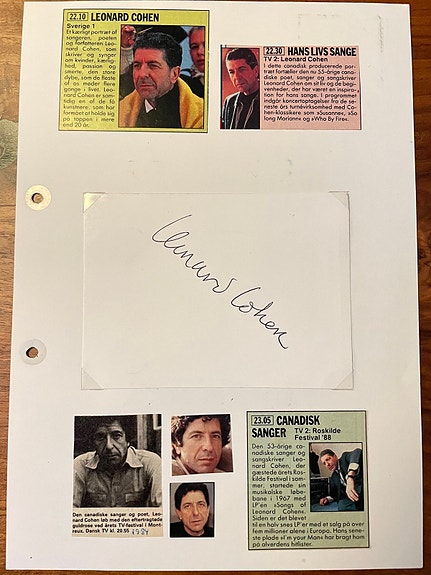 22.10 LEONARD COHEN
Sverige 1
Et kærligt portræt af
sangeren, poeten
og forfatteren Leo-
nard Cohen, som
skriver og synger
om kvinder, kærlig-
hed, passion og
smerte, den store
dybe, som de fleste
af os møder flere
gange i livet.
Leonard Cohen er sam-
tidig en af de få
kunstnere, som har
formået at holde sig
på toppen i mere
end 20 år.
22.30 HANS LIVS SANGE
TV 2: Leonard Cohen
I dette canadisk producerede por-
træt fortæller den nu 55-årige cana-
diske poet, sanger og sangskriver
Leonard Cohen om sit liv og de begi-
venheder, der har været en inspira-
tion for hans sange. I programmet
indgår koncertoptagelser fra de se-
neste års turnévirksomhed med Co-
hen-klassikere som »Susanne«, »So
long Mariann« og »Who By Fire«.
Leonard Cohen
Den canadiske sanger og poet, Leo-
nard Cohen løb med den eftertragtede
guldrose ved årets TV-festival i Mont-
reux. Dansk TV kl. 20.55
23.05 CANADISK
SANGER TV 2: Roskilde
Festival '88
Den 53-årige ca-
nadiske sanger og
sangskriver Leo-
nard Cohen, der
gæstede årets Ros-
kilde Festival i som-
mer, startede sin
musikalske løbe-
bane i 1967 med
LP'en »Songs of
Leonard Cohen«.
Siden er det blevet
til en halv snes LP'er med et salg på over
fem millioner alene i Europa. Hans sene-
ste plade »I'm your Man« har bragt ham
på alverdens hitlister.